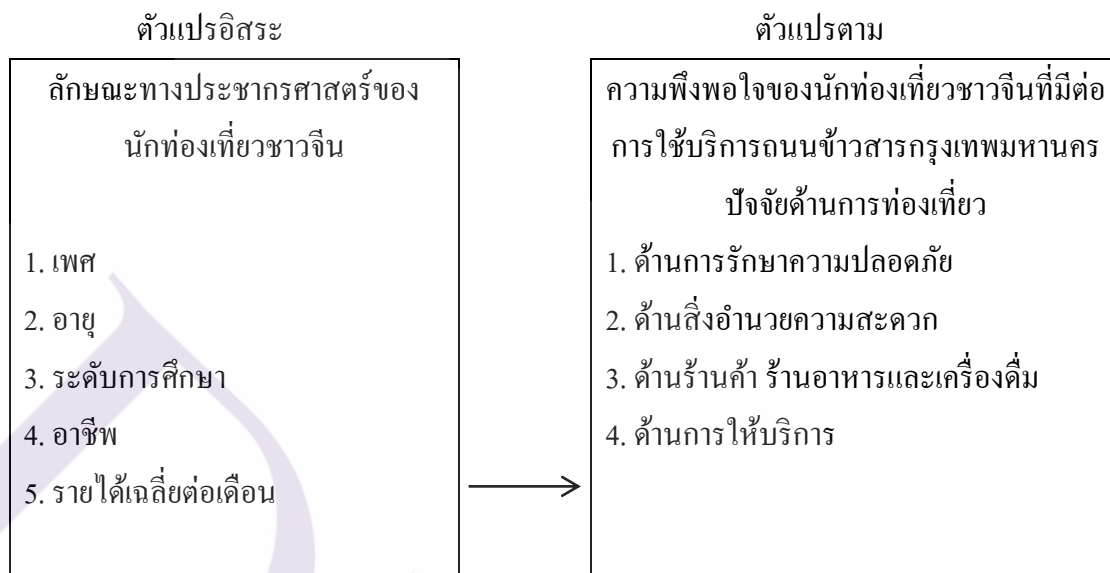 ตัวแปรอิสระ
ลักษณะทางประชากรศาสตร์ของ
นักท่องเที่ยวชาวจีน
1. เพศ
2. อายุ
3. ระดับการศึกษา
4. อาชีพ
5. รายได้เฉลี่ยต่อเดือน
ตัวแปรตาม
ความพึงพอใจของนักท่องเที่ยวชาวจีนที่มีต่อ
การใช้บริการถนนข้าวสารกรุงเทพมหานคร
ปัจจัยด้านการท่องเที่ยว
1. ด้านการรักษาความปลอดภัย
2. ด้านสิ่งอำนวยความสะดวก
3. ด้านร้านค้า ร้านอาหารและเครื่องดื่ม
4. ด้านการให้บริการ